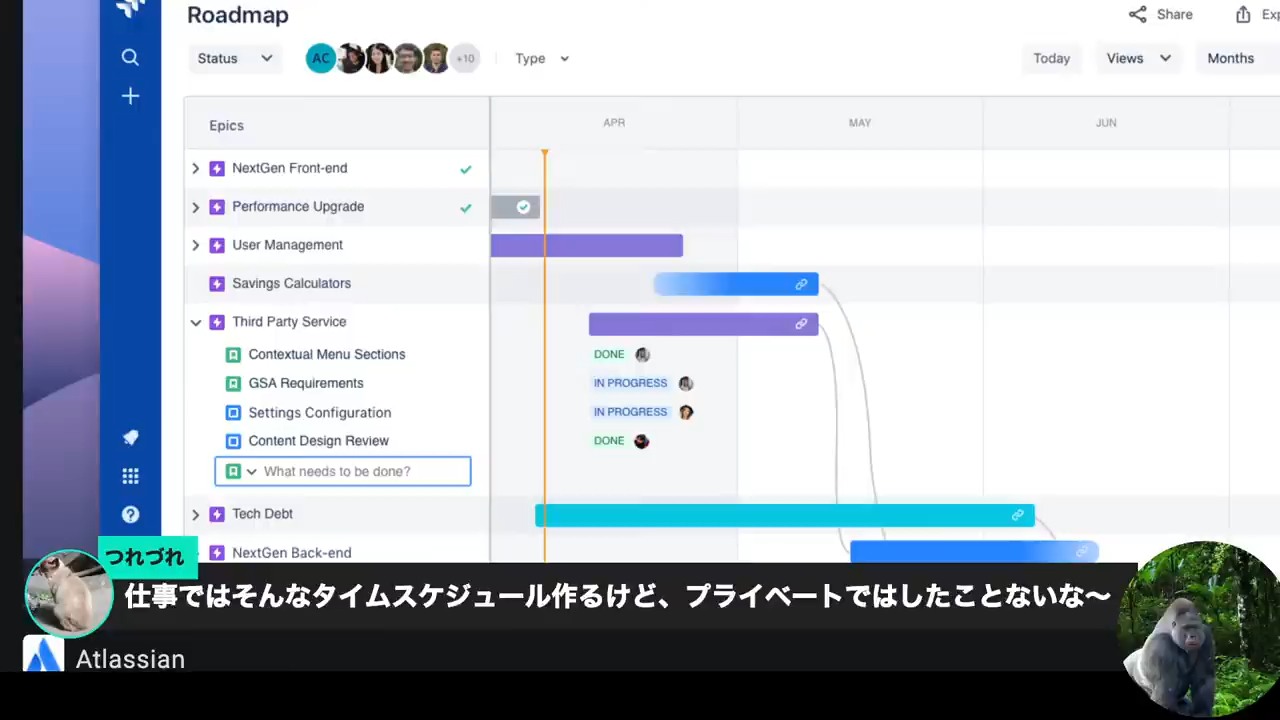 Roadmap
Share
Exp
Status
AC
+10
Type
Today
Views
Months
Epics
APR
MAY
JUN
NextGen Front-end
Performance Upgrade
User Management
Savings Calculators
Third Party Service
Contextual Menu Sections
DONE
GSA Requirements
IN PROGRESS
Settings Configuration
IN PROGRESS
Content Design Review
DONE
What needs to be done?
Tech Debt
NextGen Back-end
つれづれ
仕事ではそんなタイムスケジュール作るけど、プライベートではしたことないな〜
Atlassian